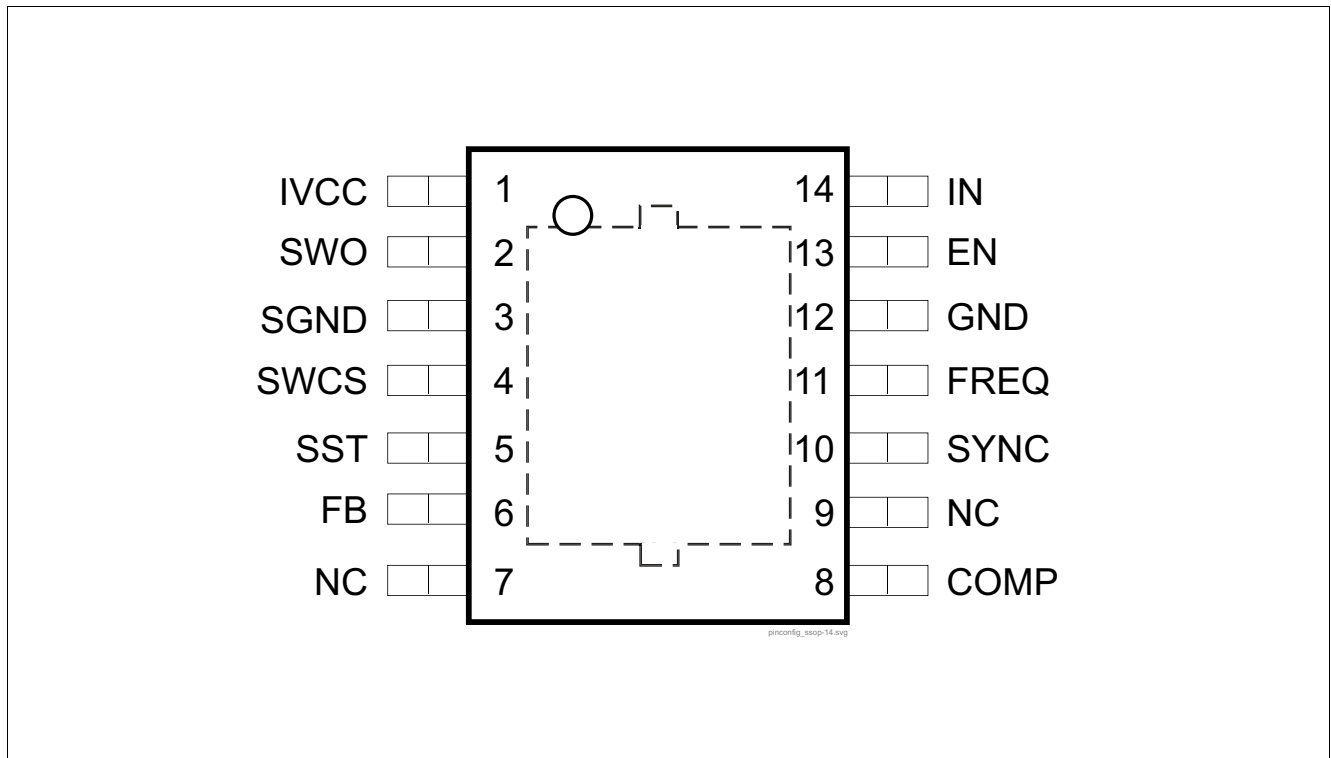 IVCC 1 14 IN
SWO 2 13 EN
SGND 3 12 GND
SWCS 4 11 FREQ
SST 5 10 SYNC
FB 6 9 NC
NC 7 8 COMP
pinconfig_ssop-14.svg